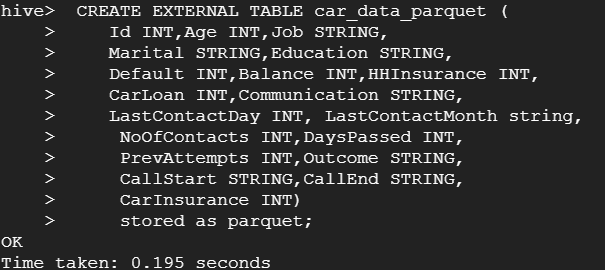 hive>  CREATE EXTERNAL TABLE car_data_parquet (
    >     Id INT,Age INT,Job STRING,
    >     Marital STRING,Education STRING,
    >     Default INT,Balance INT,HHInsurance INT,
    >     CarLoan INT,Communication STRING,
    >     LastContactDay INT, LastContactMonth string,
    >      NoOfContacts INT,DaysPassed INT,
    >      PrevAttempts INT,Outcome STRING,
    >      CallStart STRING,CallEnd STRING,
    >      CarInsurance INT)
    >      stored as parquet;
OK
Time taken: 0.195 seconds